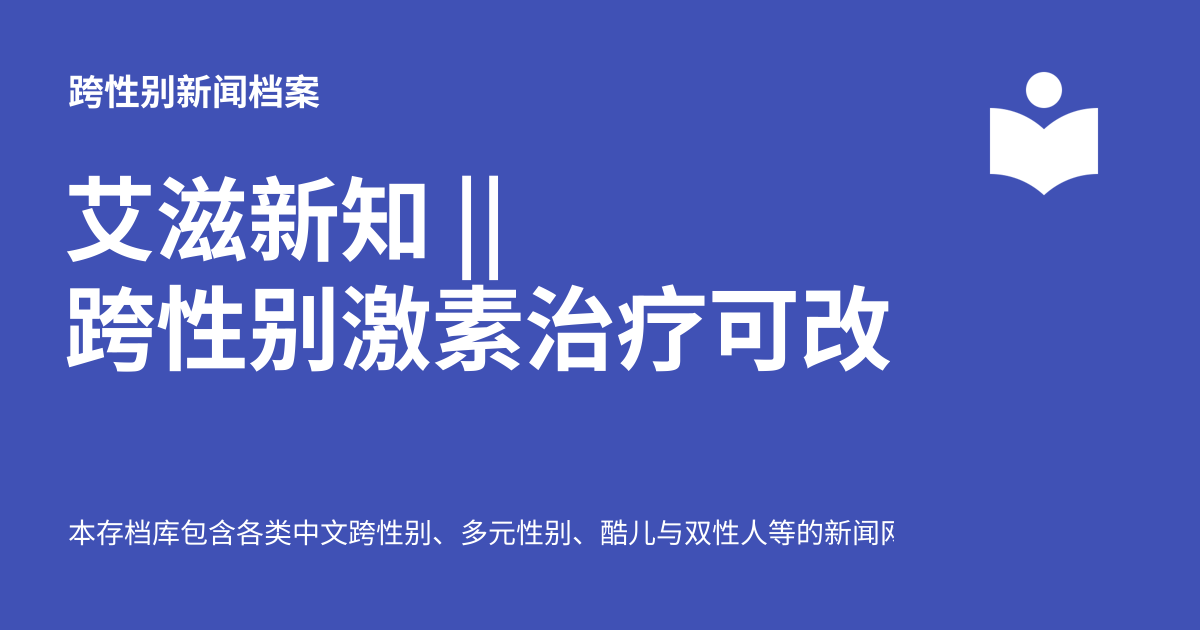 跨性别新闻档案
艾滋新知 ||
跨性别激素治疗可改
本存档库包含各类中文跨性别、多元性别、酷儿与双性人等的新闻网